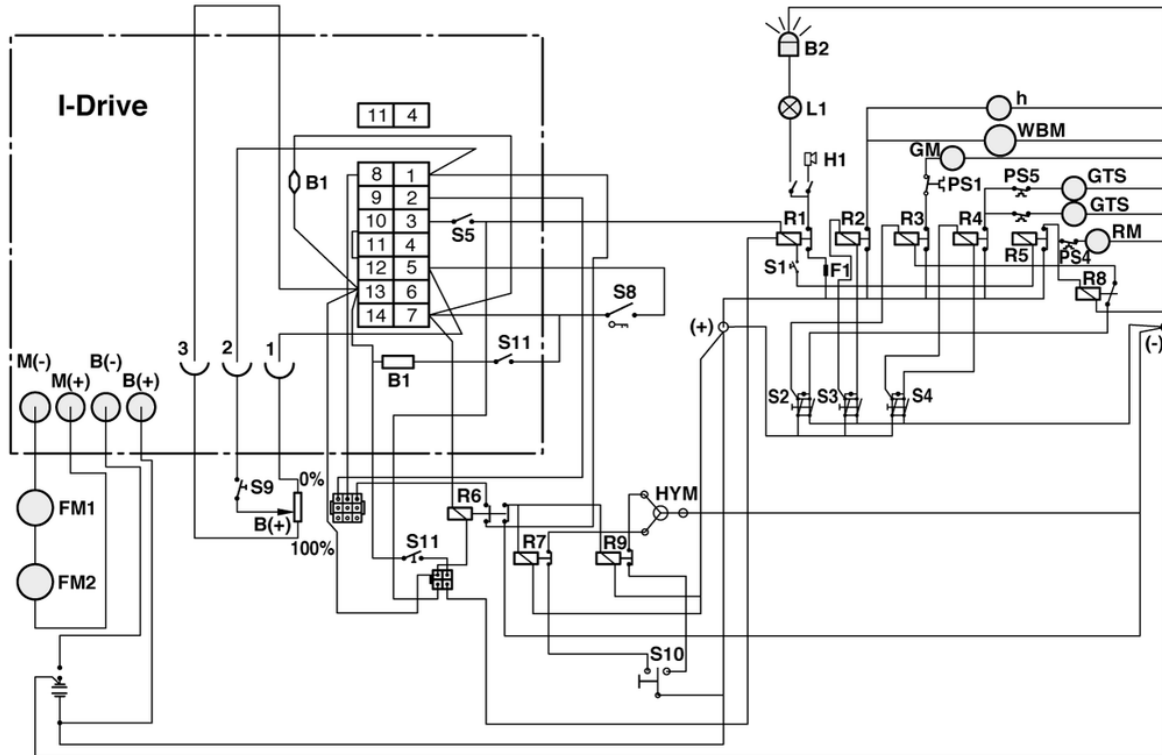 B2
I-Drive
11 4
L1
h
WBM
H1
GM
B1
8 1
PS1
PS5
GTS
9 2
GTS
10 3
S5
R1
R2
R3
R4
RM
11 4
R5
PS4
12 5
S1
F1
R8
13 6
S8
14 7
(+)
(-)
3
2
1
S11
M(-)
B(-)
M(+)
B(+)
B1
S2
S3
S4
0%
S9
FM1
B(+)
R6
HYM
100%
S11
R7
R9
FM2
S10